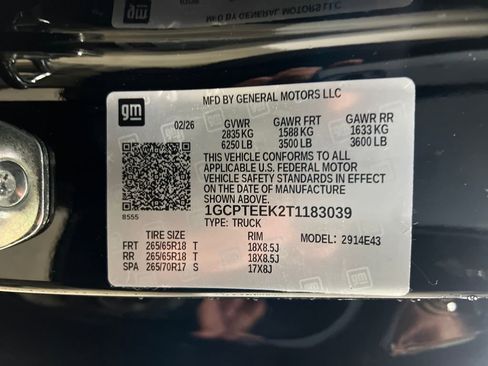 gm
MFD BY GENERAL MOTORS LLC
02/26 GVWR GAWR FRT GAWR RR
2835 KG 1588 KG 1633 KG
6250 LB 3500 LB 3600 LB
THIS VEHICLE CONFORMS TO ALL
APPLICABLE U.S. FEDERAL MOTOR
VEHICLE SAFETY STANDARDS IN EFFECT
ON THE DATE OF MANUFACTURE SHOWN ABOVE.
8555 1GCPTEEK2T1183039
TYPE: TRUCK
TIRE SIZE RIM MODEL: 2914E43
FRT 265/65R18 T 18X8.5J
RR 265/65R18 T 18X8.5J
SPA 265/70R17 S 17X8J